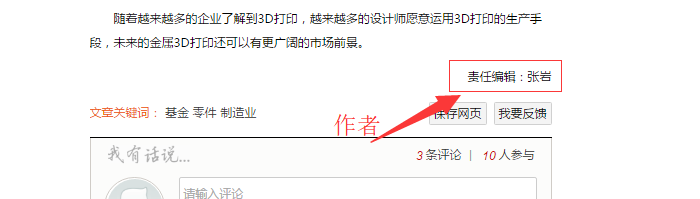 随着越来越多的企业了解到3D打印，越来越多的设计师愿意运用3D打印的生产手
段，未来的金属3D打印还可以有更广阔的市场前景。
责任编辑：张岩
文章关键词： 基金 零件 制造业
保存网页 我要反馈
作者
我有话说...
3 条评论 | 10 人参与
请输入评论